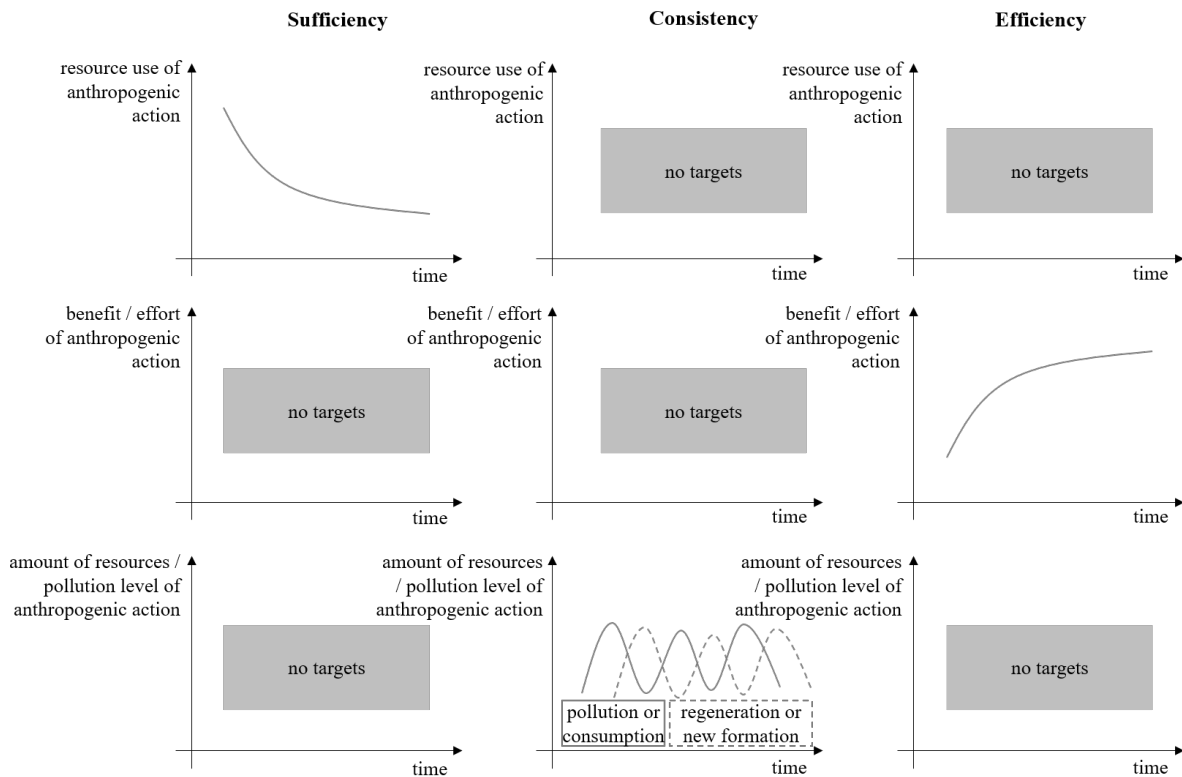 Sufficiency
Consistency
Efficiency
resource use of
anthropogenic
action
time
resource use of
anthropogenic
action
no targets
time
resource use of
anthropogenic
action
no targets
time
benefit / effort
of anthropogenic
action
no targets
time
benefit / effort
of anthropogenic
action
no targets
time
benefit / effort
of anthropogenic
action
time
amount of resources /
pollution level of
anthropogenic action
no targets
time
amount of resources
/ pollution level of
anthropogenic action
pollution or
consumption
regeneration or
new formation
time
amount of resources
/ pollution level of
anthropogenic action
no targets
time